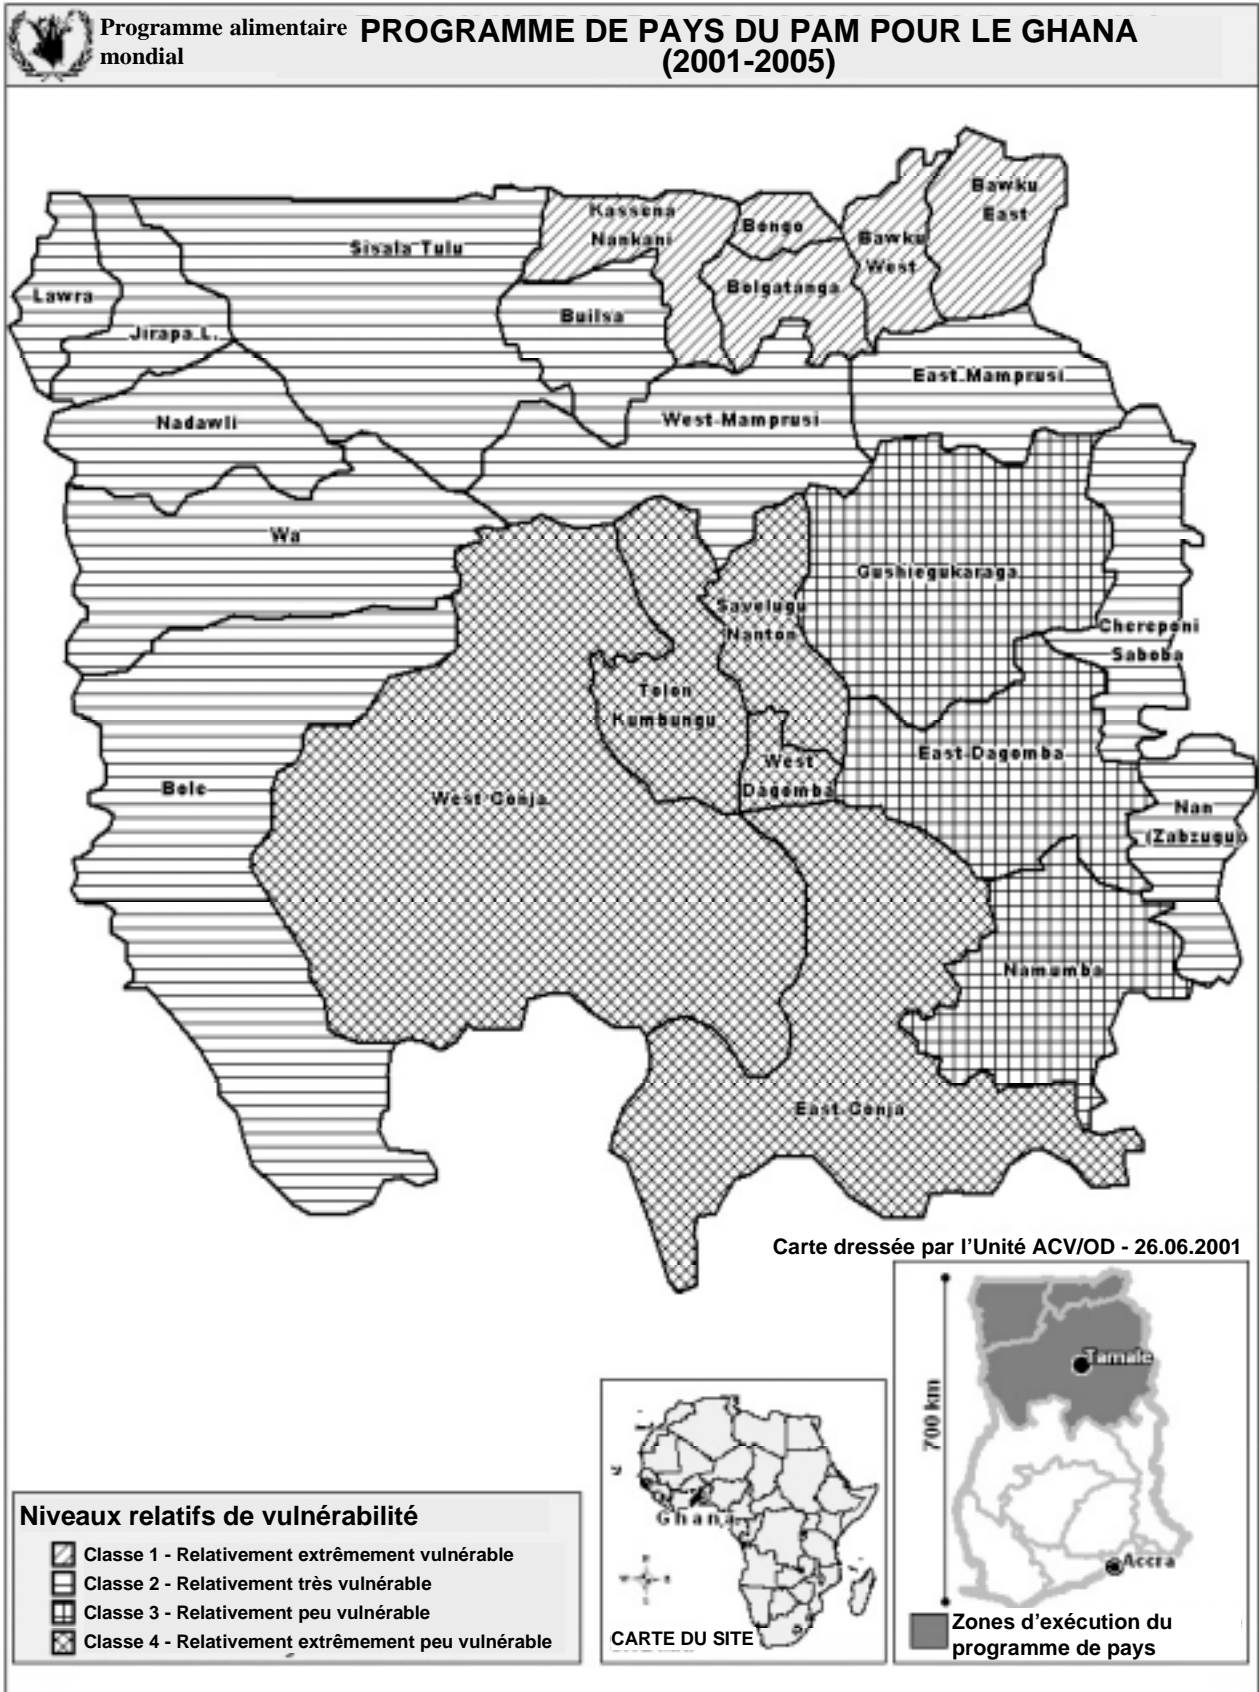 Programme alimentaire
mondial
PROGRAMME DE PAYS DU PAM POUR LE GHANA
(2001-2005)
Bawku
East
Kassena
Nankani
Bongo
Bawku
West
Sisala Tulu
Bolgatanga
Lawra
Builsa
Jirapa L.
East Mamprusi
Nadawli
West Mamprusi
Wa
Gushiegukaraga
Savelugu
Nanton
Chereponi
Saboba
Tolon
Kumbungu
East Dagomba
West
Dagomba
Bole
West Gonja
Nan
(Zabzugu)
Namumba
East Gonja
Carte dressée par l'Unité ACV/OD - 26.06.2001
700 km
Tamale
Accra
Zones d'exécution du
programme de pays
Ghana
CARTE DU SITE
Niveaux relatifs de vulnérabilité
Classe 1 - Relativement extrêmement vulnérable
Classe 2 - Relativement très vulnérable
Classe 3 - Relativement peu vulnérable
Classe 4 - Relativement extrêmement peu vulnérable